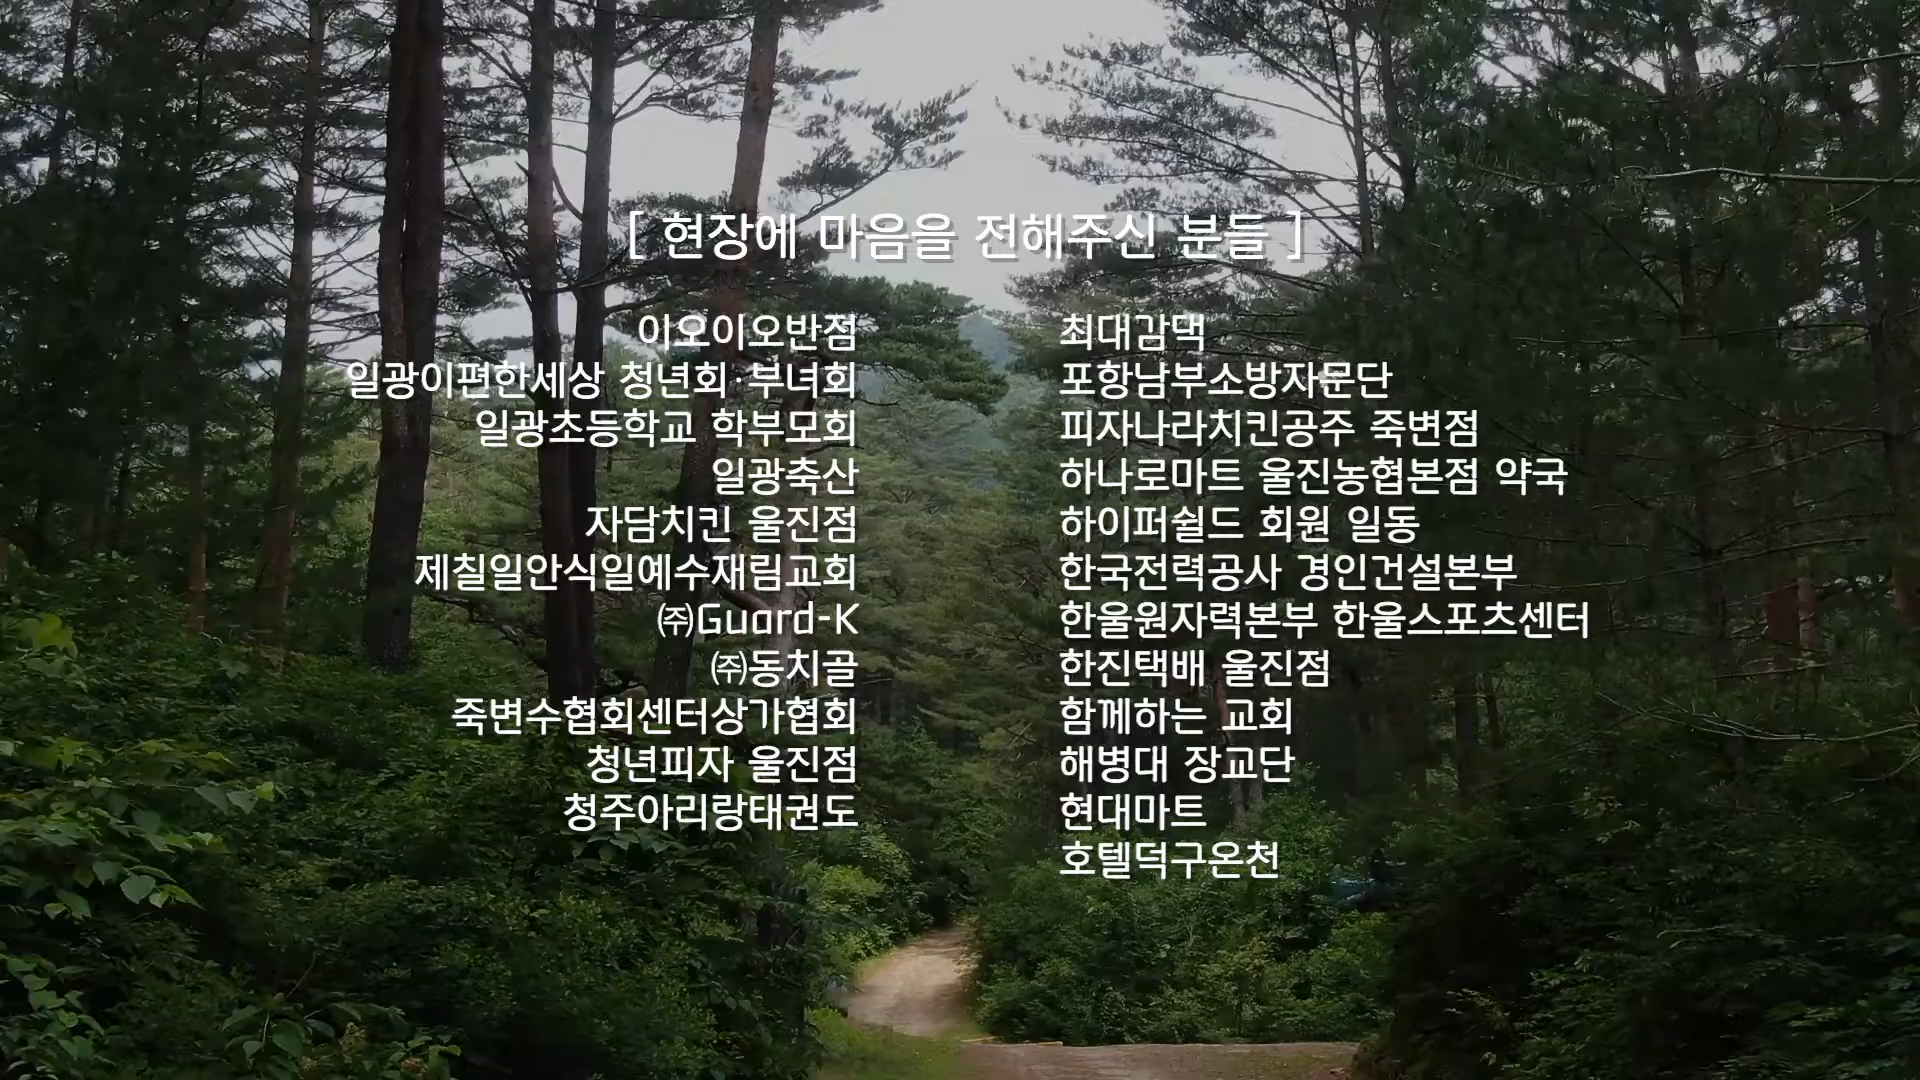 [ 현장에 마음을 전해주신 분들 ]
이오이오반점
일광이편한세상 청년회·부녀회
일광초등학교 학부모회
일광축산
자담치킨 울진점
제칠일안식일예수재림교회
㈜Guard-K
㈜동치골
죽변수협회센터상가협회
청년피자 울진점
청주아리랑태권도
최대감댁
포항남부소방자문단
피자나라치킨공주 죽변점
하나로마트 울진농협본점 약국
하이퍼쉴드 회원 일동
한국전력공사 경인건설본부
한울원자력본부 한울스포츠센터
한진택배 울진점
함께하는 교회
해병대 장교단
현대마트
호텔덕구온천